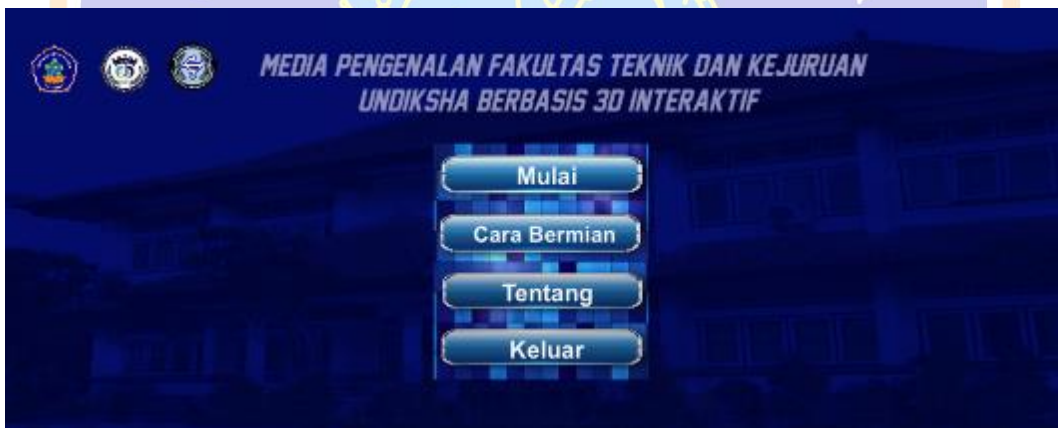 MEDIA PENGENALAN FAKULTAS TEKNIK DAN KEJURUAN
UNDIKSHA BERBASIS 3D INTERAKTIF
Mulai
Cara Bermian
Tentang
Keluar